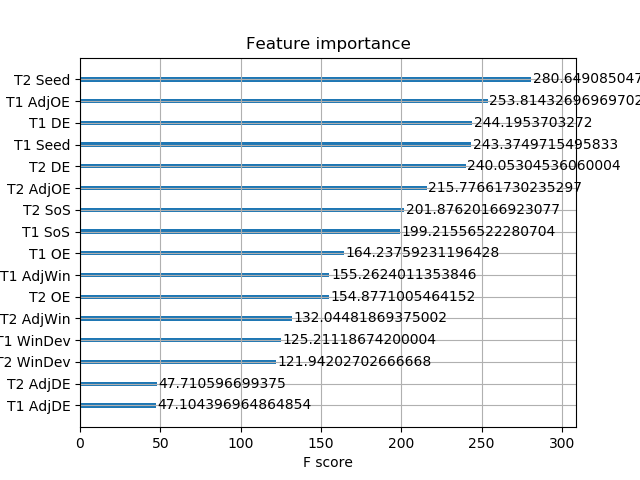 Feature importance
T2 Seed 280.649085047
T1 AdjOE 253.81432696969702
T1 DE 244.1953703272
T1 Seed 243.3749715495833
T2 DE 240.05304536060004
T2 AdjOE 215.77661730235297
T2 SoS 201.87620166923077
T1 SoS 199.21556522280704
T1 OE 164.23759231196428
T1 AdjWin 155.2624011353846
T2 OE 154.8771005464152
T2 AdjWin 132.04481869375002
T1 WinDev 125.21118674200004
T2 WinDev 121.94202702666668
T2 AdjDE 47.710596699375
T1 AdjDE 47.104396964864854
0 50 100 150 200 250 300
F score